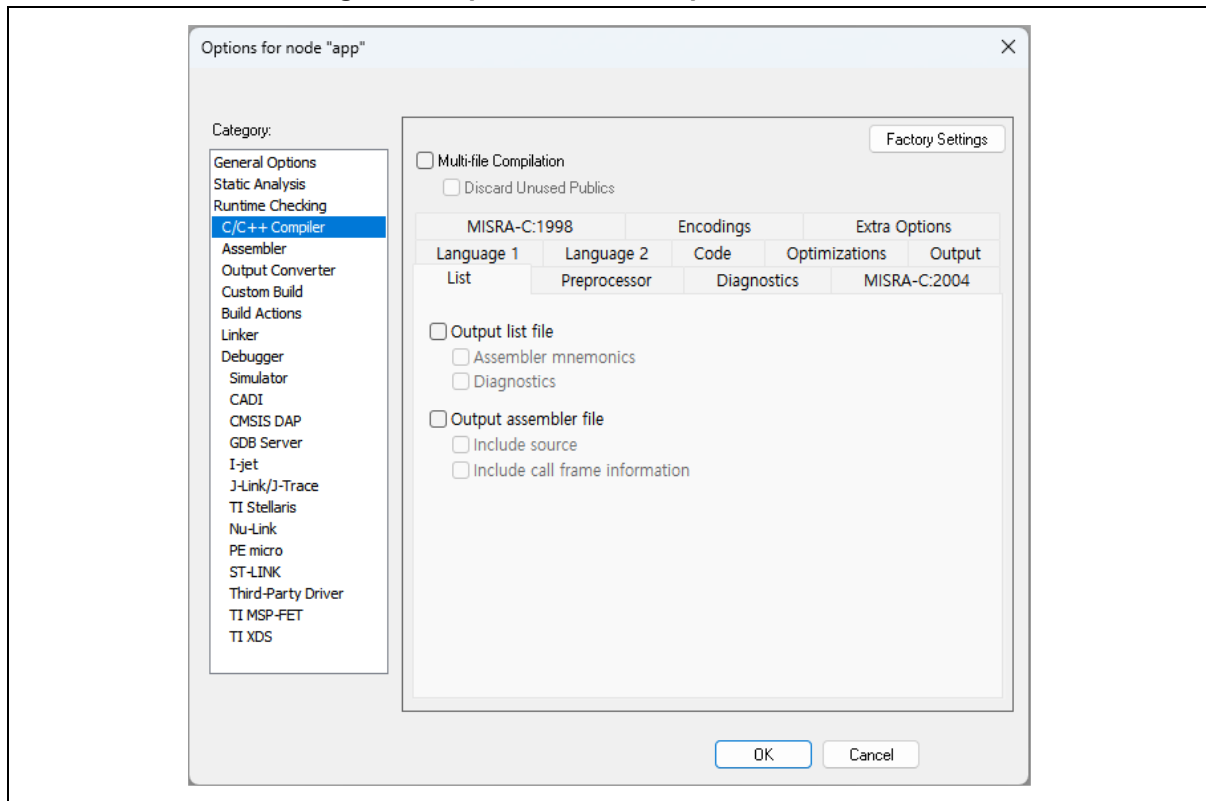 Options for node "app"
Category:
General Options
Static Analysis
Runtime Checking
C/C++ Compiler
Assembler
Output Converter
Custom Build
Build Actions
Linker
Debugger
Simulator
CADI
CMSIS DAP
GDB Server
I-jet
J-Link/J-Trace
TI Stellaris
Nu-Link
PE micro
ST-LINK
Third-Party Driver
TI MSP-FET
TI XDS
Factory Settings
Multi-file Compilation
Discard Unused Publics
MISRA-C:1998 Encodings Extra Options
Language 1 Language 2 Code Optimizations Output
List Preprocessor Diagnostics MISRA-C:2004
Output list file
Assembler mnemonics
Diagnostics
Output assembler file
Include source
Include call frame information
OK Cancel